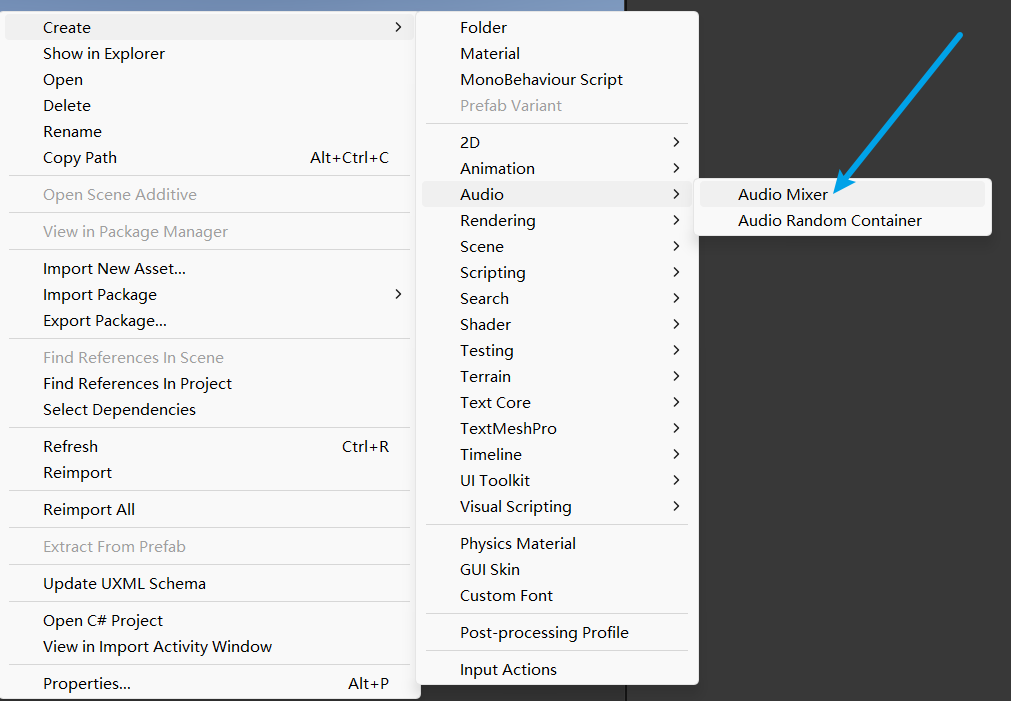 Create
Show in Explorer
Open
Delete
Rename
Copy Path Alt+Ctrl+C
Open Scene Additive
View in Package Manager
Import New Asset...
Import Package
Export Package...
Find References In Scene
Find References In Project
Select Dependencies
Refresh Ctrl+R
Reimport
Reimport All
Extract From Prefab
Update UXML Schema
Open C# Project
View in Import Activity Window
Properties... Alt+P
Folder
Material
MonoBehaviour Script
Prefab Variant
2D
Animation
Audio
Rendering
Scene
Scripting
Search
Shader
Testing
Terrain
Text Core
TextMeshPro
Timeline
UI Toolkit
Visual Scripting
Physics Material
GUI Skin
Custom Font
Post-processing Profile
Input Actions
Audio Mixer
Audio Random Container